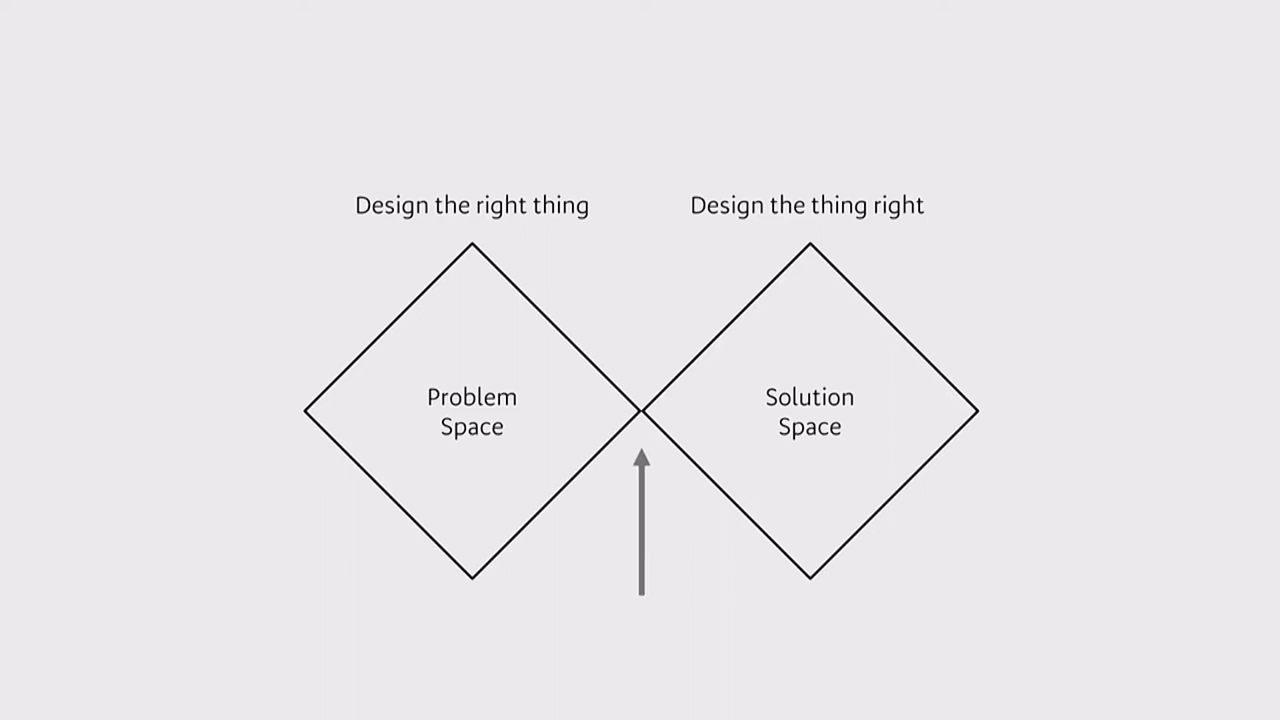 Design the right thing
Design the thing right
Problem
Space
Solution
Space